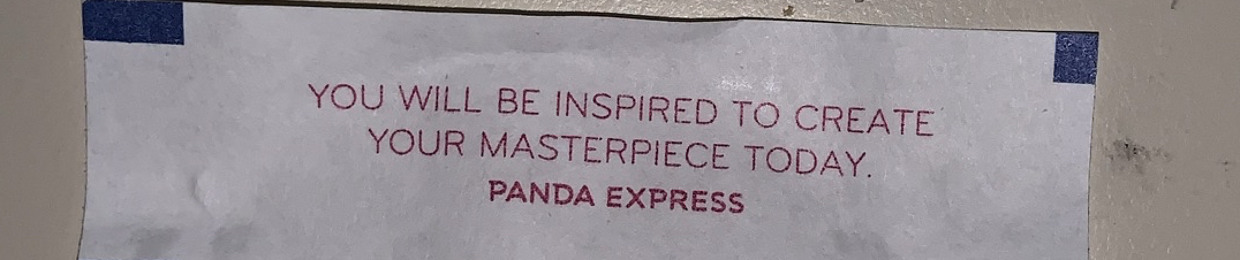 YOU WILL BE INSPIRED TO CREATE
YOUR MASTERPIECE TODAY.
PANDA EXPRESS